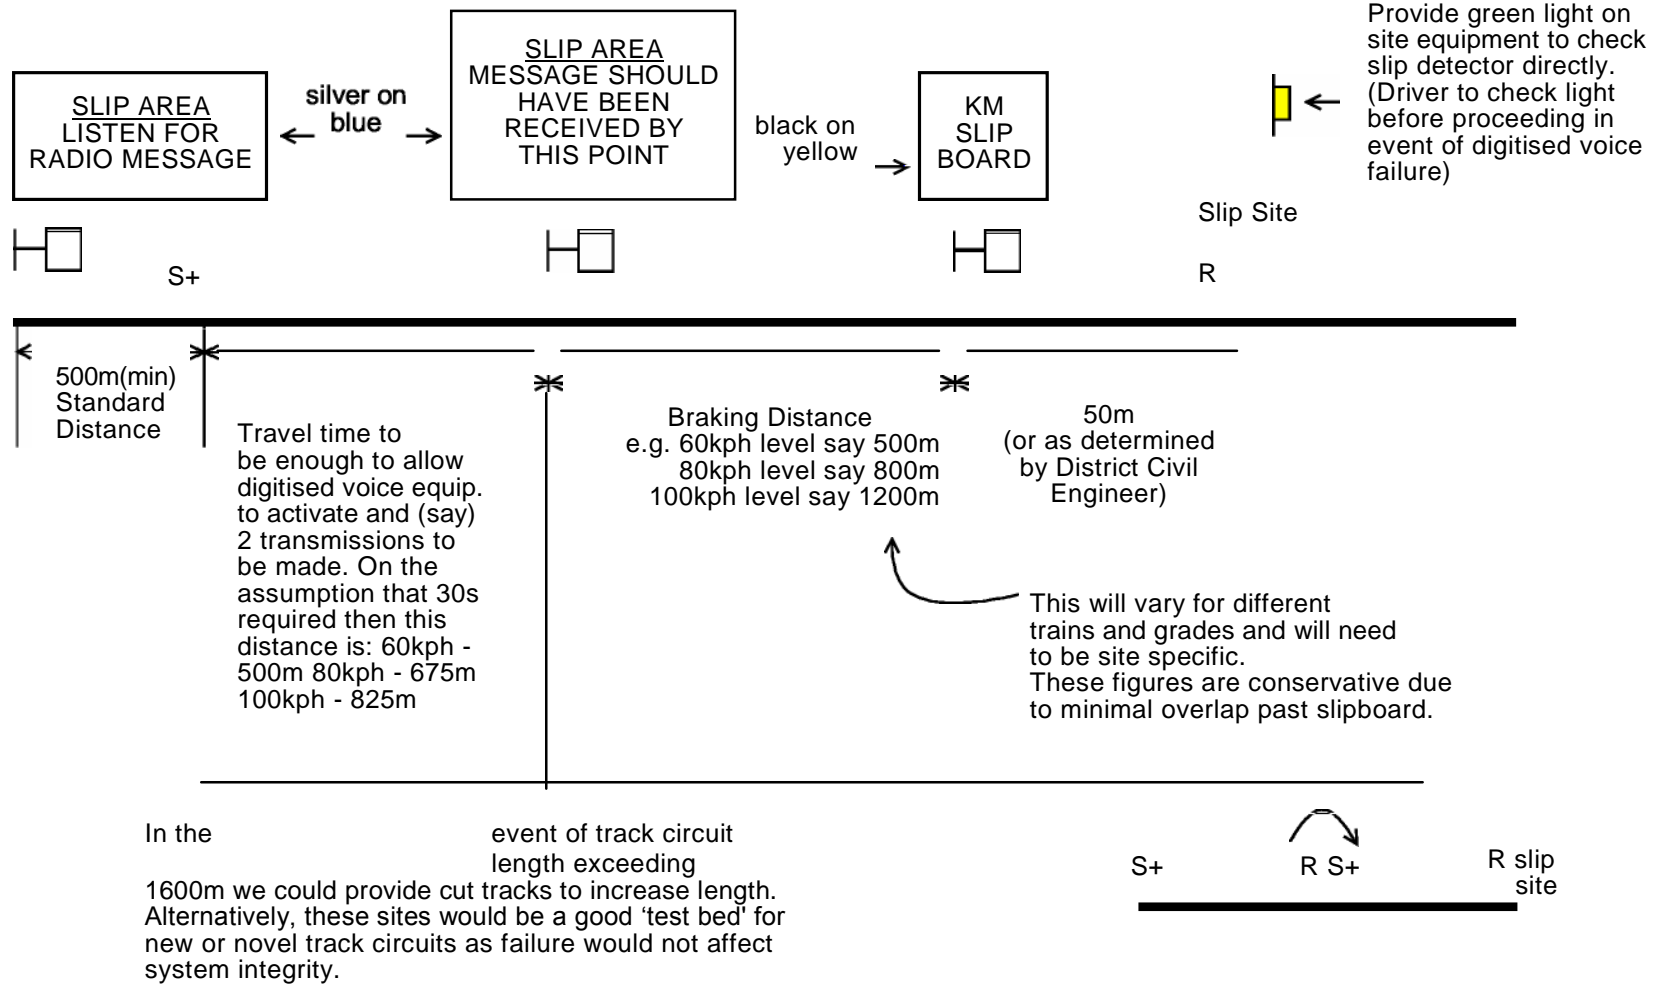 SLIP AREA
LISTEN FOR
RADIO MESSAGE
silver on
blue
SLIP AREA
MESSAGE SHOULD
HAVE BEEN
RECEIVED BY
THIS POINT
black on
yellow
KM
SLIP
BOARD
Provide green light on
site equipment to check
slip detector directly.
(Driver to check light
before proceeding in
event of digitised voice
failure)
Slip Site
S+
R
500m(min)
Standard
Distance
Travel time to
be enough to allow
digitised voice equip.
to activate and (say)
2 transmissions to
be made. On the
assumption that 30s
required then this
distance is: 60kph -
500m 80kph - 675m
100kph - 825m
Braking Distance
e.g. 60kph level say 500m
80kph level say 800m
100kph level say 1200m
50m
(or as determined
by District Civil
Engineer)
This will vary for different
trains and grades and will need
to be site specific.
These figures are conservative due
to minimal overlap past slipboard.
In the event of track circuit
length exceeding
1600m we could provide cut tracks to increase length.
Alternatively, these sites would be a good ‘test bed' for
new or novel track circuits as failure would not affect
system integrity.
S+ R S+ R slip
site